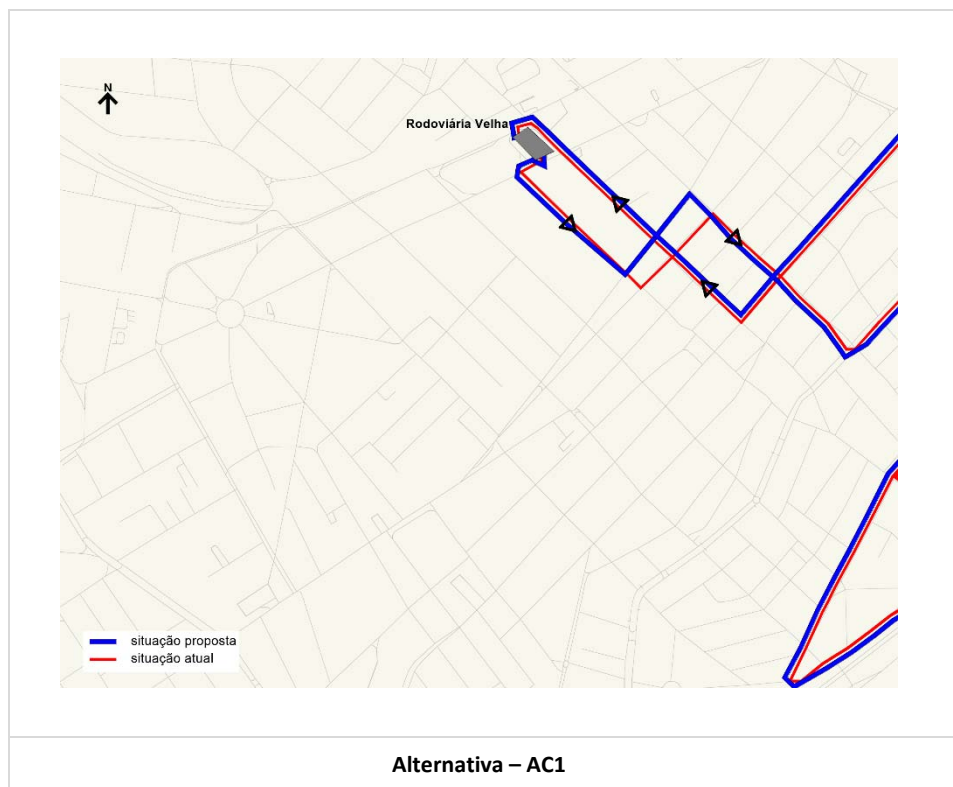 N
Rodoviária Velha
situação proposta
situação atual
Alternativa – AC1